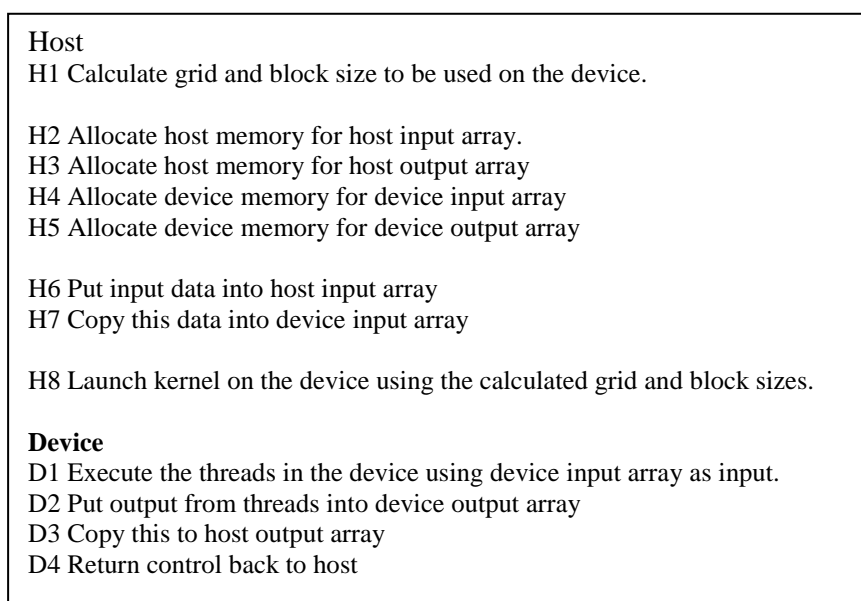 Host
H1 Calculate grid and block size to be used on the device.
H2 Allocate host memory for host input array.
H3 Allocate host memory for host output array
H4 Allocate device memory for device input array
H5 Allocate device memory for device output array
H6 Put input data into host input array
H7 Copy this data into device input array
H8 Launch kernel on the device using the calculated grid and block sizes.
Device
D1 Execute the threads in the device using device input array as input.
D2 Put output from threads into device output array
D3 Copy this to host output array
D4 Return control back to host